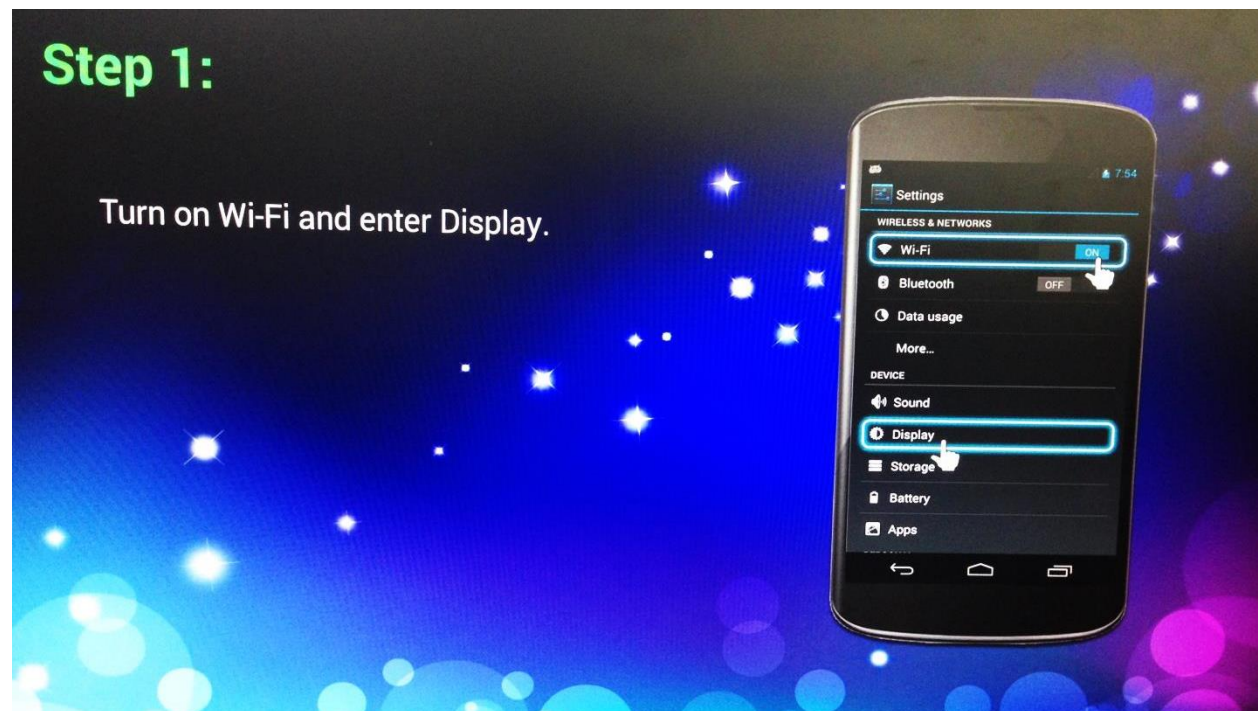 Step 1:
Turn on Wi-Fi and enter Display.
7:54
Settings
WIRELESS & NETWORKS
Wi-Fi ON
Bluetooth OFF
Data usage
More...
DEVICE
Sound
Display
Storage
Battery
Apps